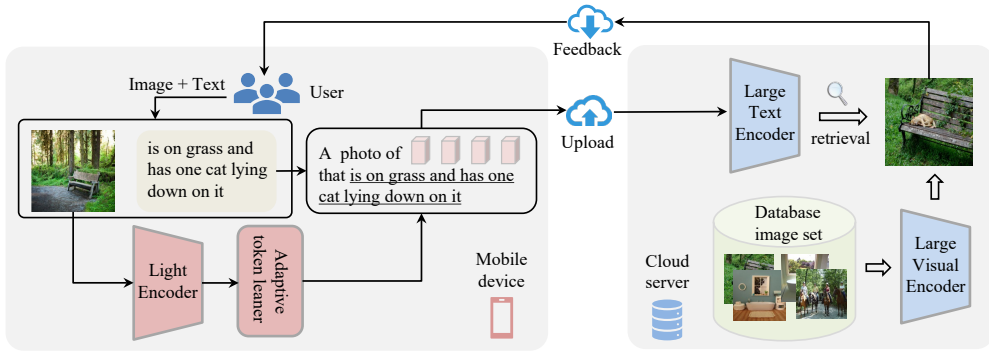 Feedback
Image + Text
User
is on grass and
has one cat lying
down on it
A photo of
that is on grass and has one
cat lying down on it
Upload
Light
Encoder
Adaptive
token leaner
Mobile
device
Large
Text
Encoder
retrieval
Database
image set
Cloud
server
Large
Visual
Encoder